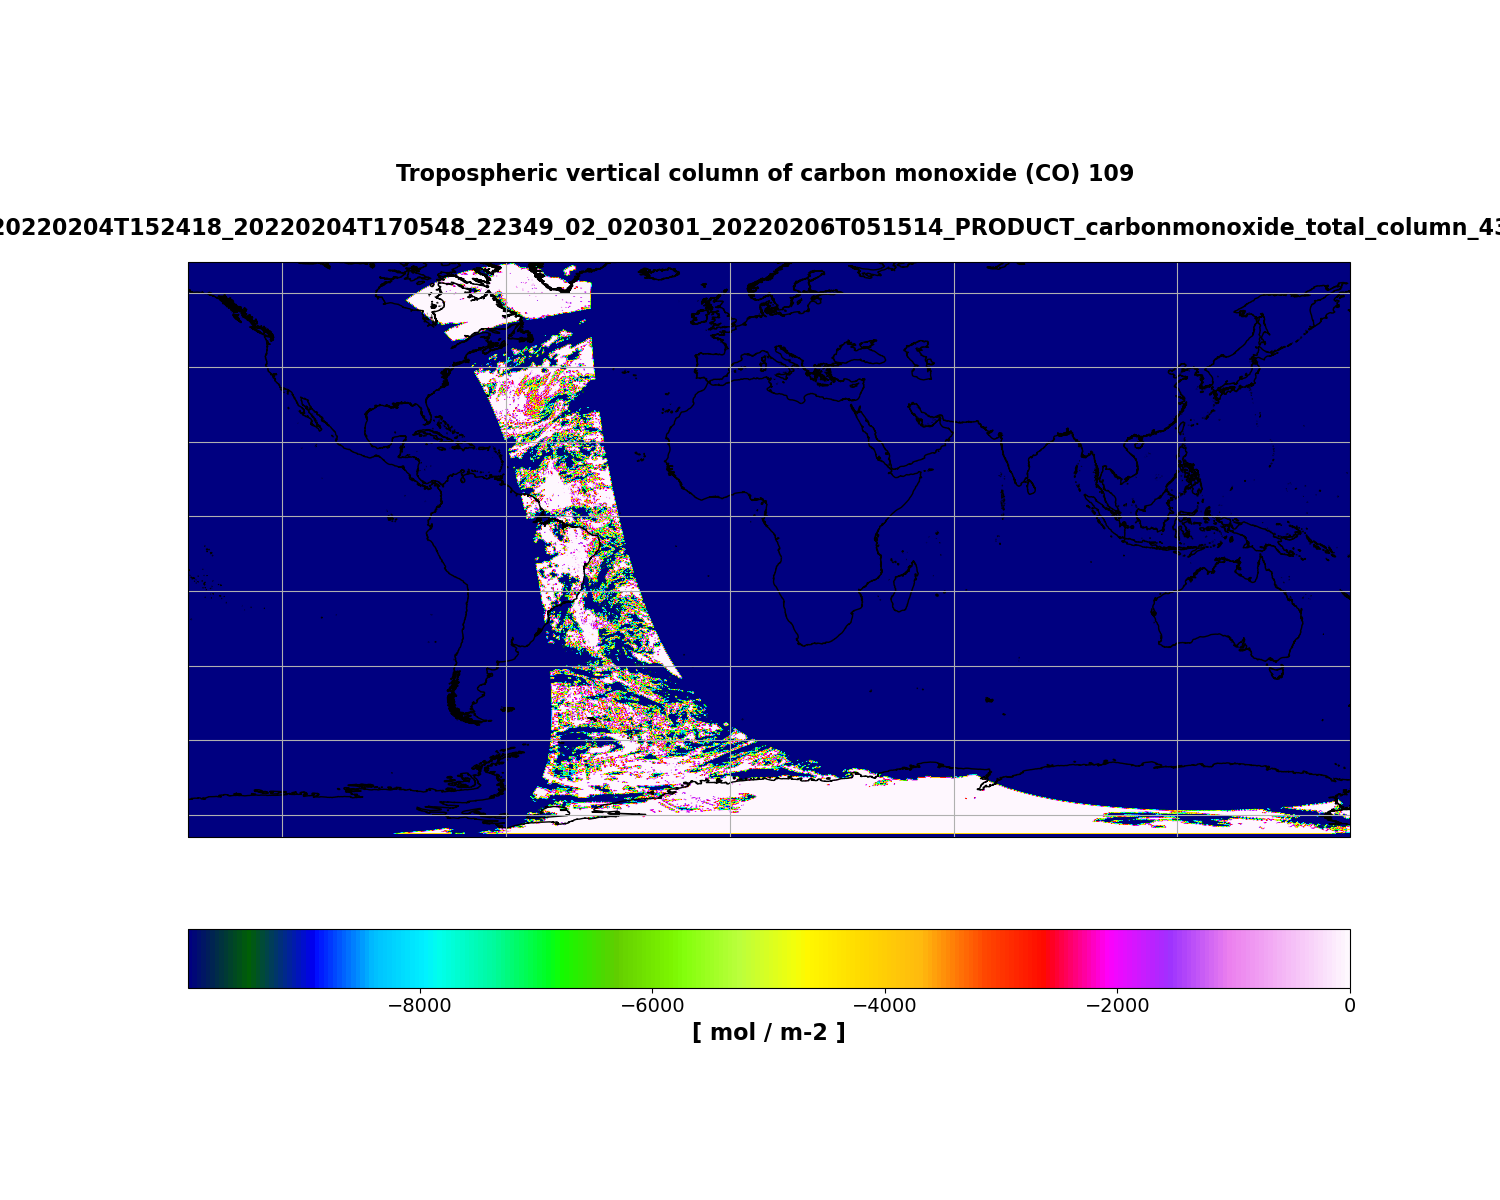 Tropospheric vertical column of carbon monoxide (CO) 109
20220204T152418_20220204T170548_22349_02_020301_20220206T051514_PRODUCT_carbonmonoxide_total_column_43
−8000 −6000 −4000 −2000 0
[ mol / m-2 ]